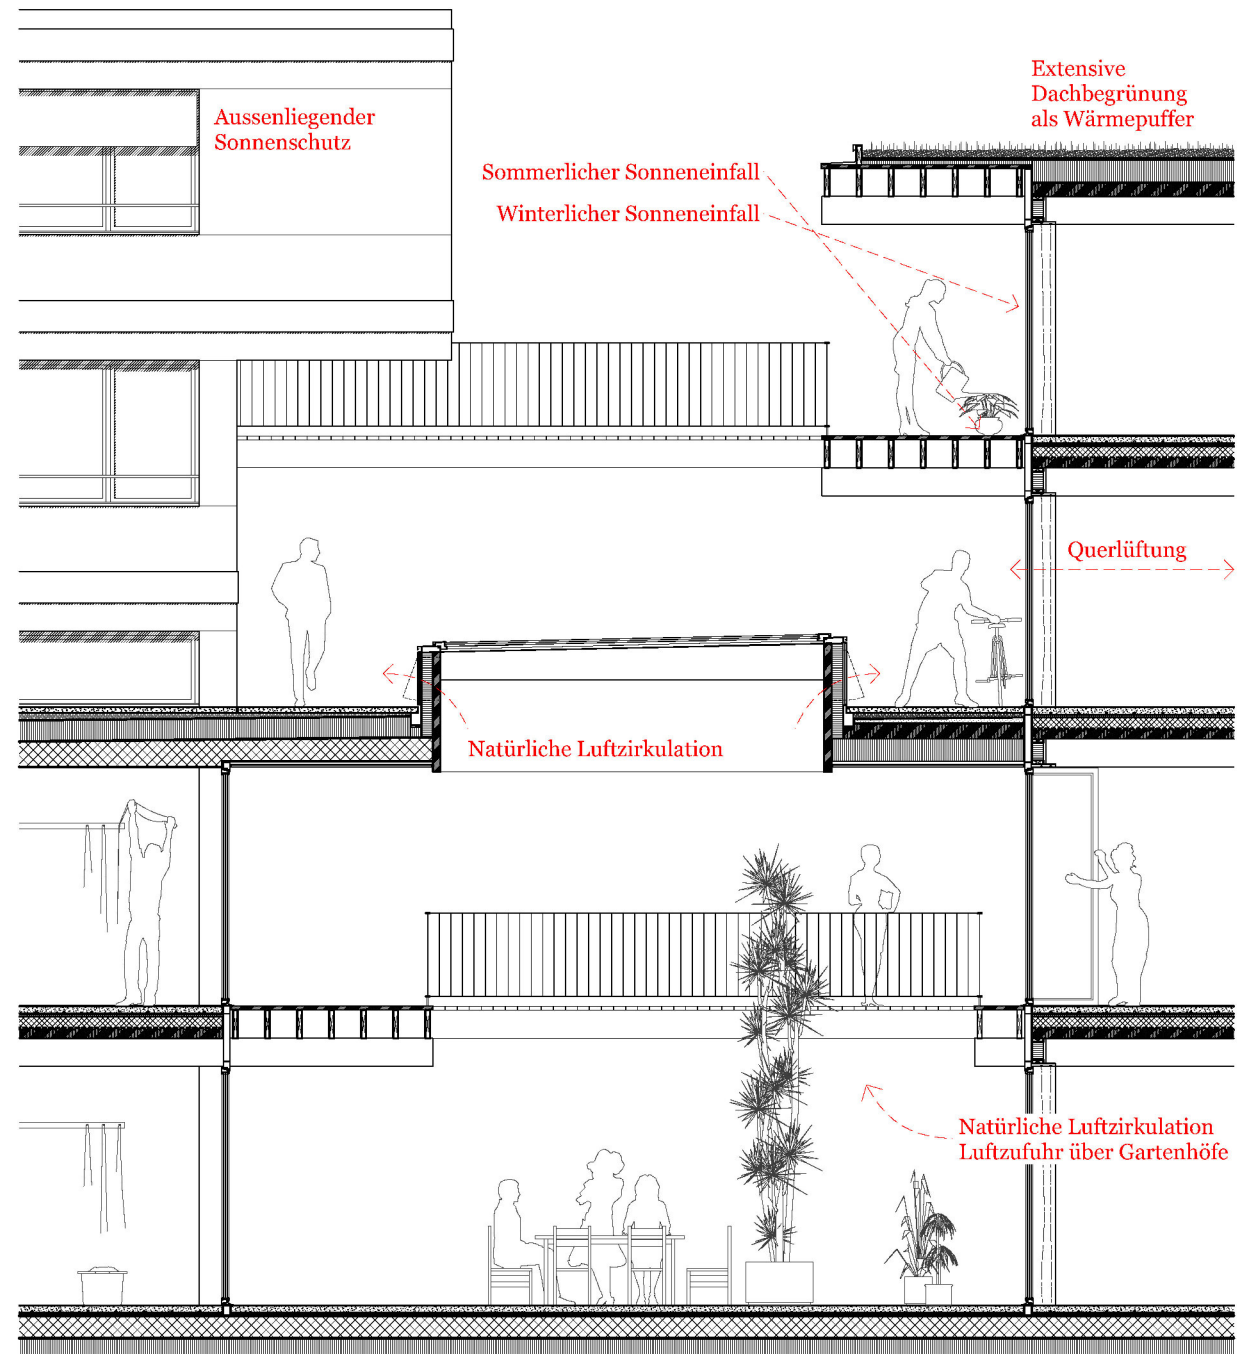 Extensive
Dachbegrünung
als Wärmepuffer
Aussenliegender
Sonnenschutz
Sommerlicher Sonneneinfall
Winterlicher Sonneneinfall
Querlüftung
Natürliche Luftzirkulation
Natürliche Luftzirkulation
Luftzufuhr über Gartenhöfe